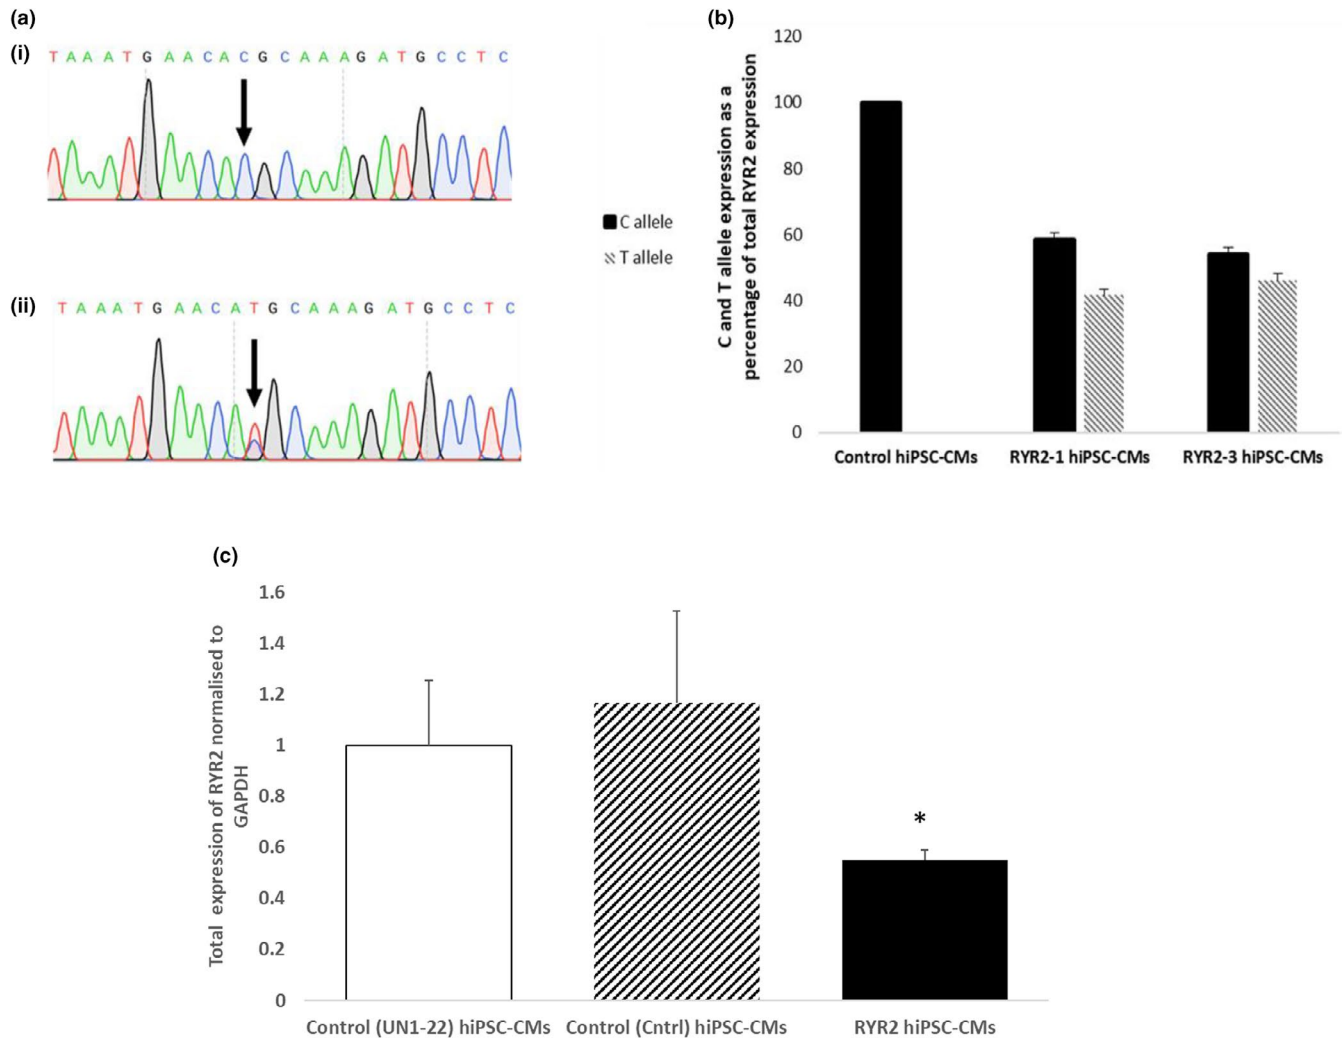 (a)
(i)
T A A A T G A A C A C G C A A A G A T G C C T C
(ii)
T A A A T G A A C A T G C A A A G A T G C C T C
C allele
T allele
(b)
C and T allele expression as a
percentage of total RYR2 expression
120
100
80
60
40
20
0
Control hiPSC-CMs
RYR2-1 hiPSC-CMs
RYR2-3 hiPSC-CMs
(c)
Total expression of RYR2 normalised to
GAPDH
1.6
1.4
1.2
1
0.8
0.6
0.4
0.2
0
*
Control (UN1-22) hiPSC-CMs
Control (Cntrl) hiPSC-CMs
RYR2 hiPSC-CMs